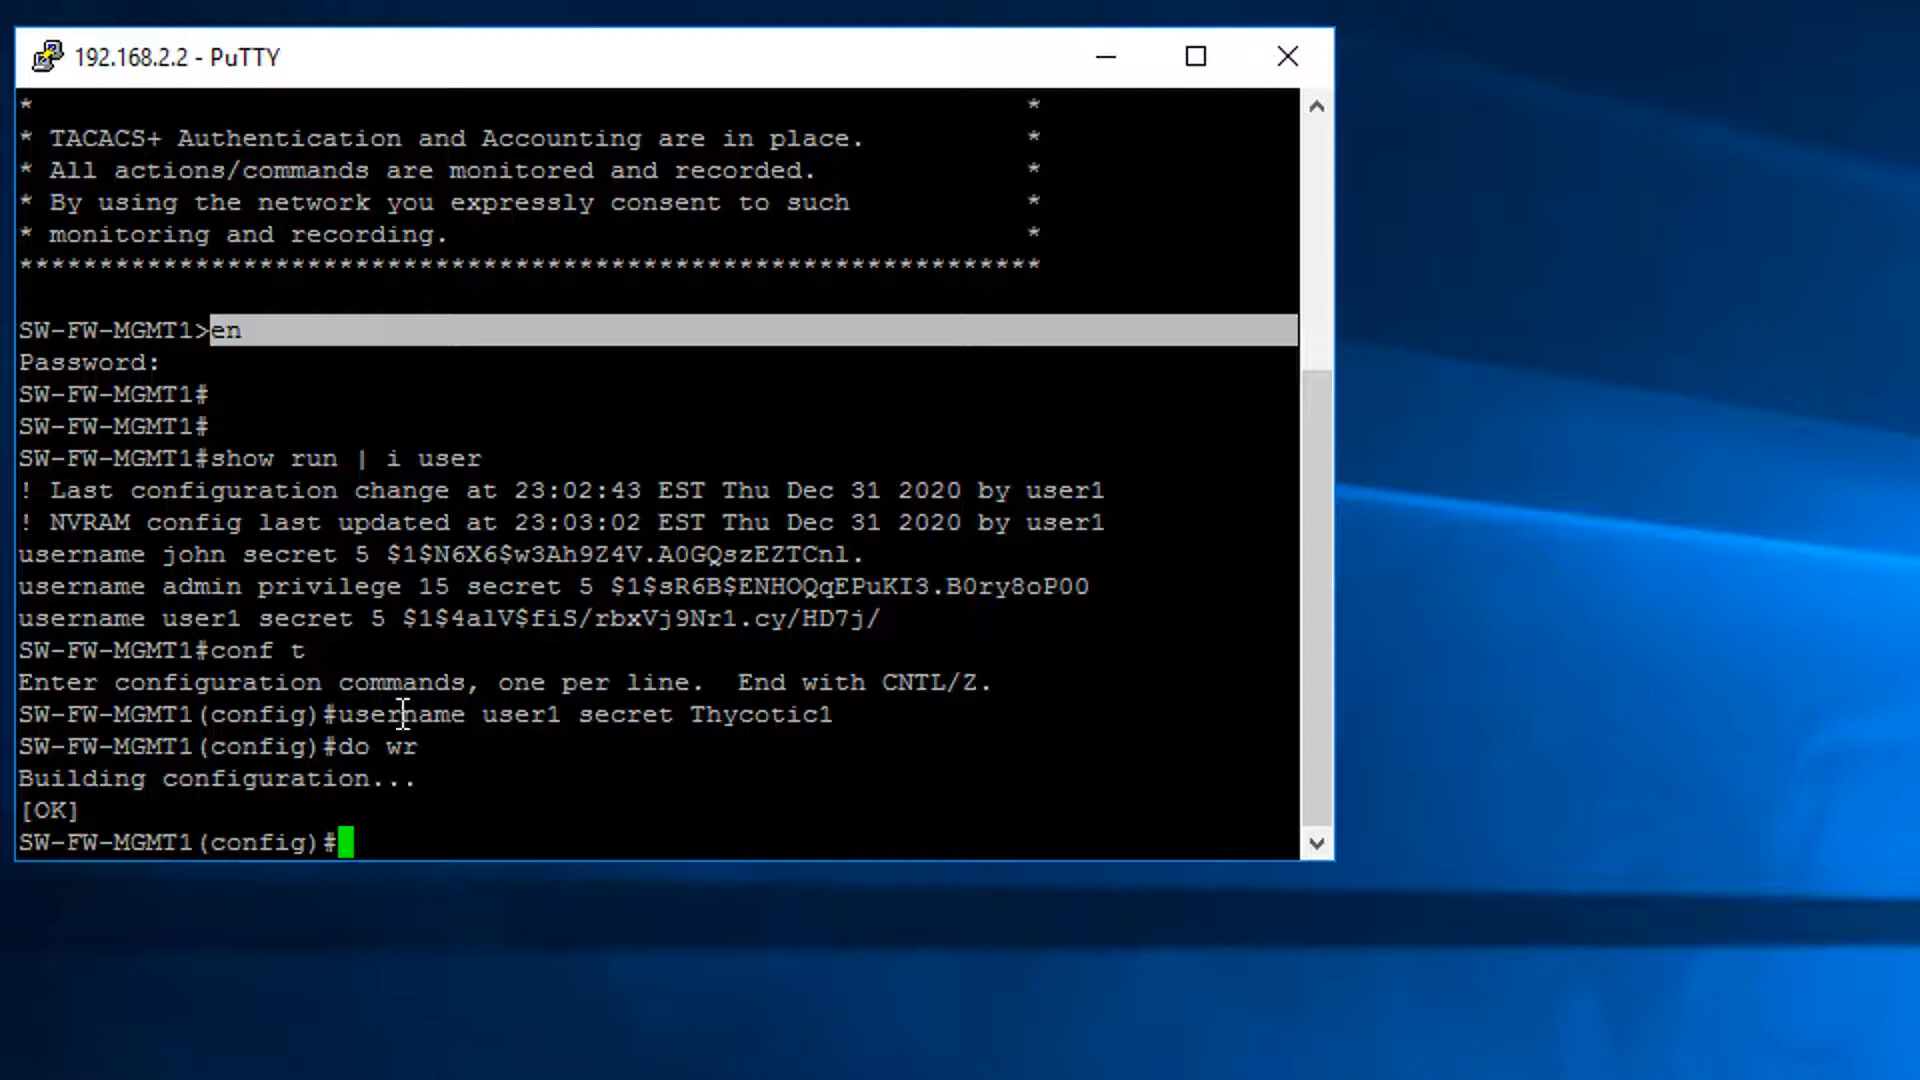 192.168.2.2 - PuTTY
* *
* TACACS+ Authentication and Accounting are in place. *
* All actions/commands are monitored and recorded. *
* By using the network you expressly consent to such *
* monitoring and recording. *
****************************************************************
SW-FW-MGMT1>en
Password:
SW-FW-MGMT1#
SW-FW-MGMT1#
SW-FW-MGMT1#show run | i user
! Last configuration change at 23:02:43 EST Thu Dec 31 2020 by user1
! NVRAM config last updated at 23:03:02 EST Thu Dec 31 2020 by user1
username john secret 5 $1$N6X6$w3Ah9Z4V.A0GQszEZTCnl.
username admin privilege 15 secret 5 $1$sR6B$ENHOQqEPuKI3.B0ry8oP00
username user1 secret 5 $1$4alV$fiS/rbxVj9Nr1.cy/HD7j/
SW-FW-MGMT1#conf t
Enter configuration commands, one per line.  End with CNTL/Z.
SW-FW-MGMT1(config)#username user1 secret Thycotic1
SW-FW-MGMT1(config)#do wr
Building configuration...
[OK]
SW-FW-MGMT1(config)#